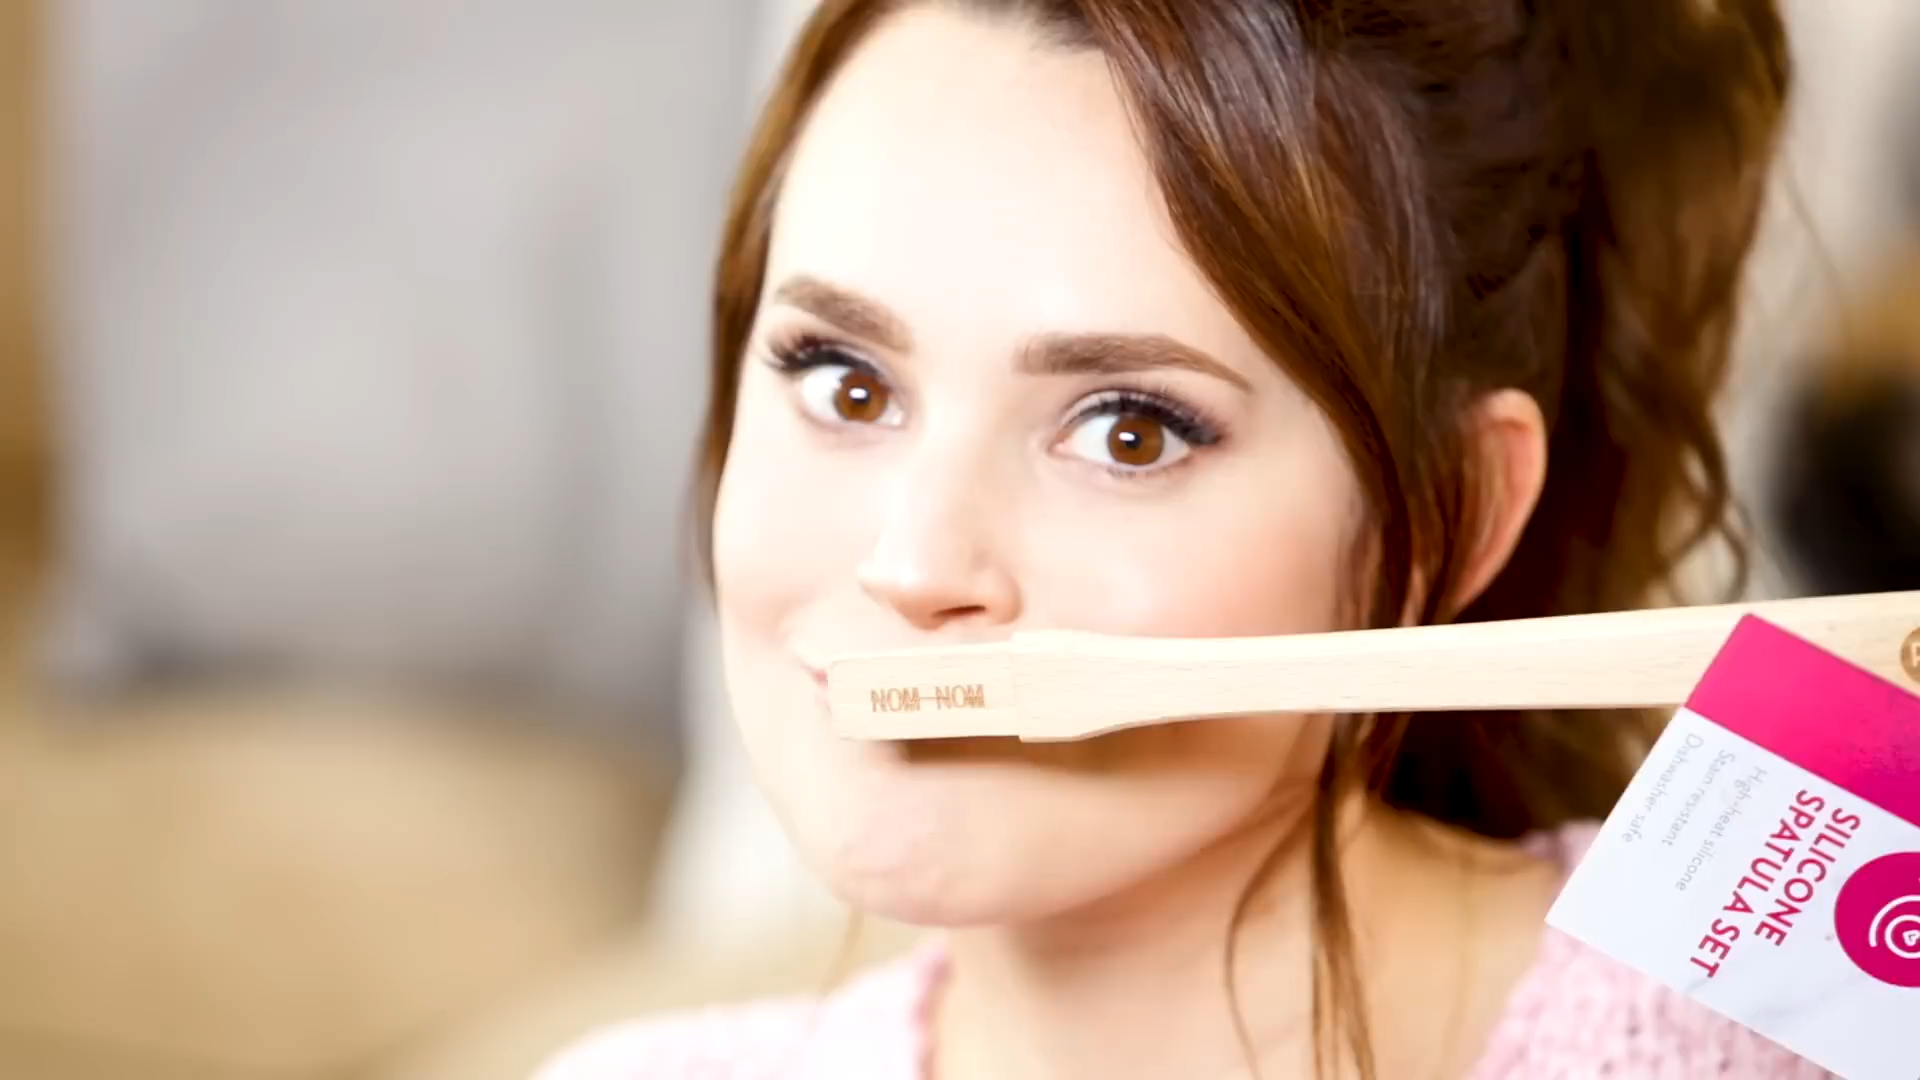 NOM NOM
SILICONE
SPATULA SET
High-heat silicone
Stain resistant
Dishwasher safe